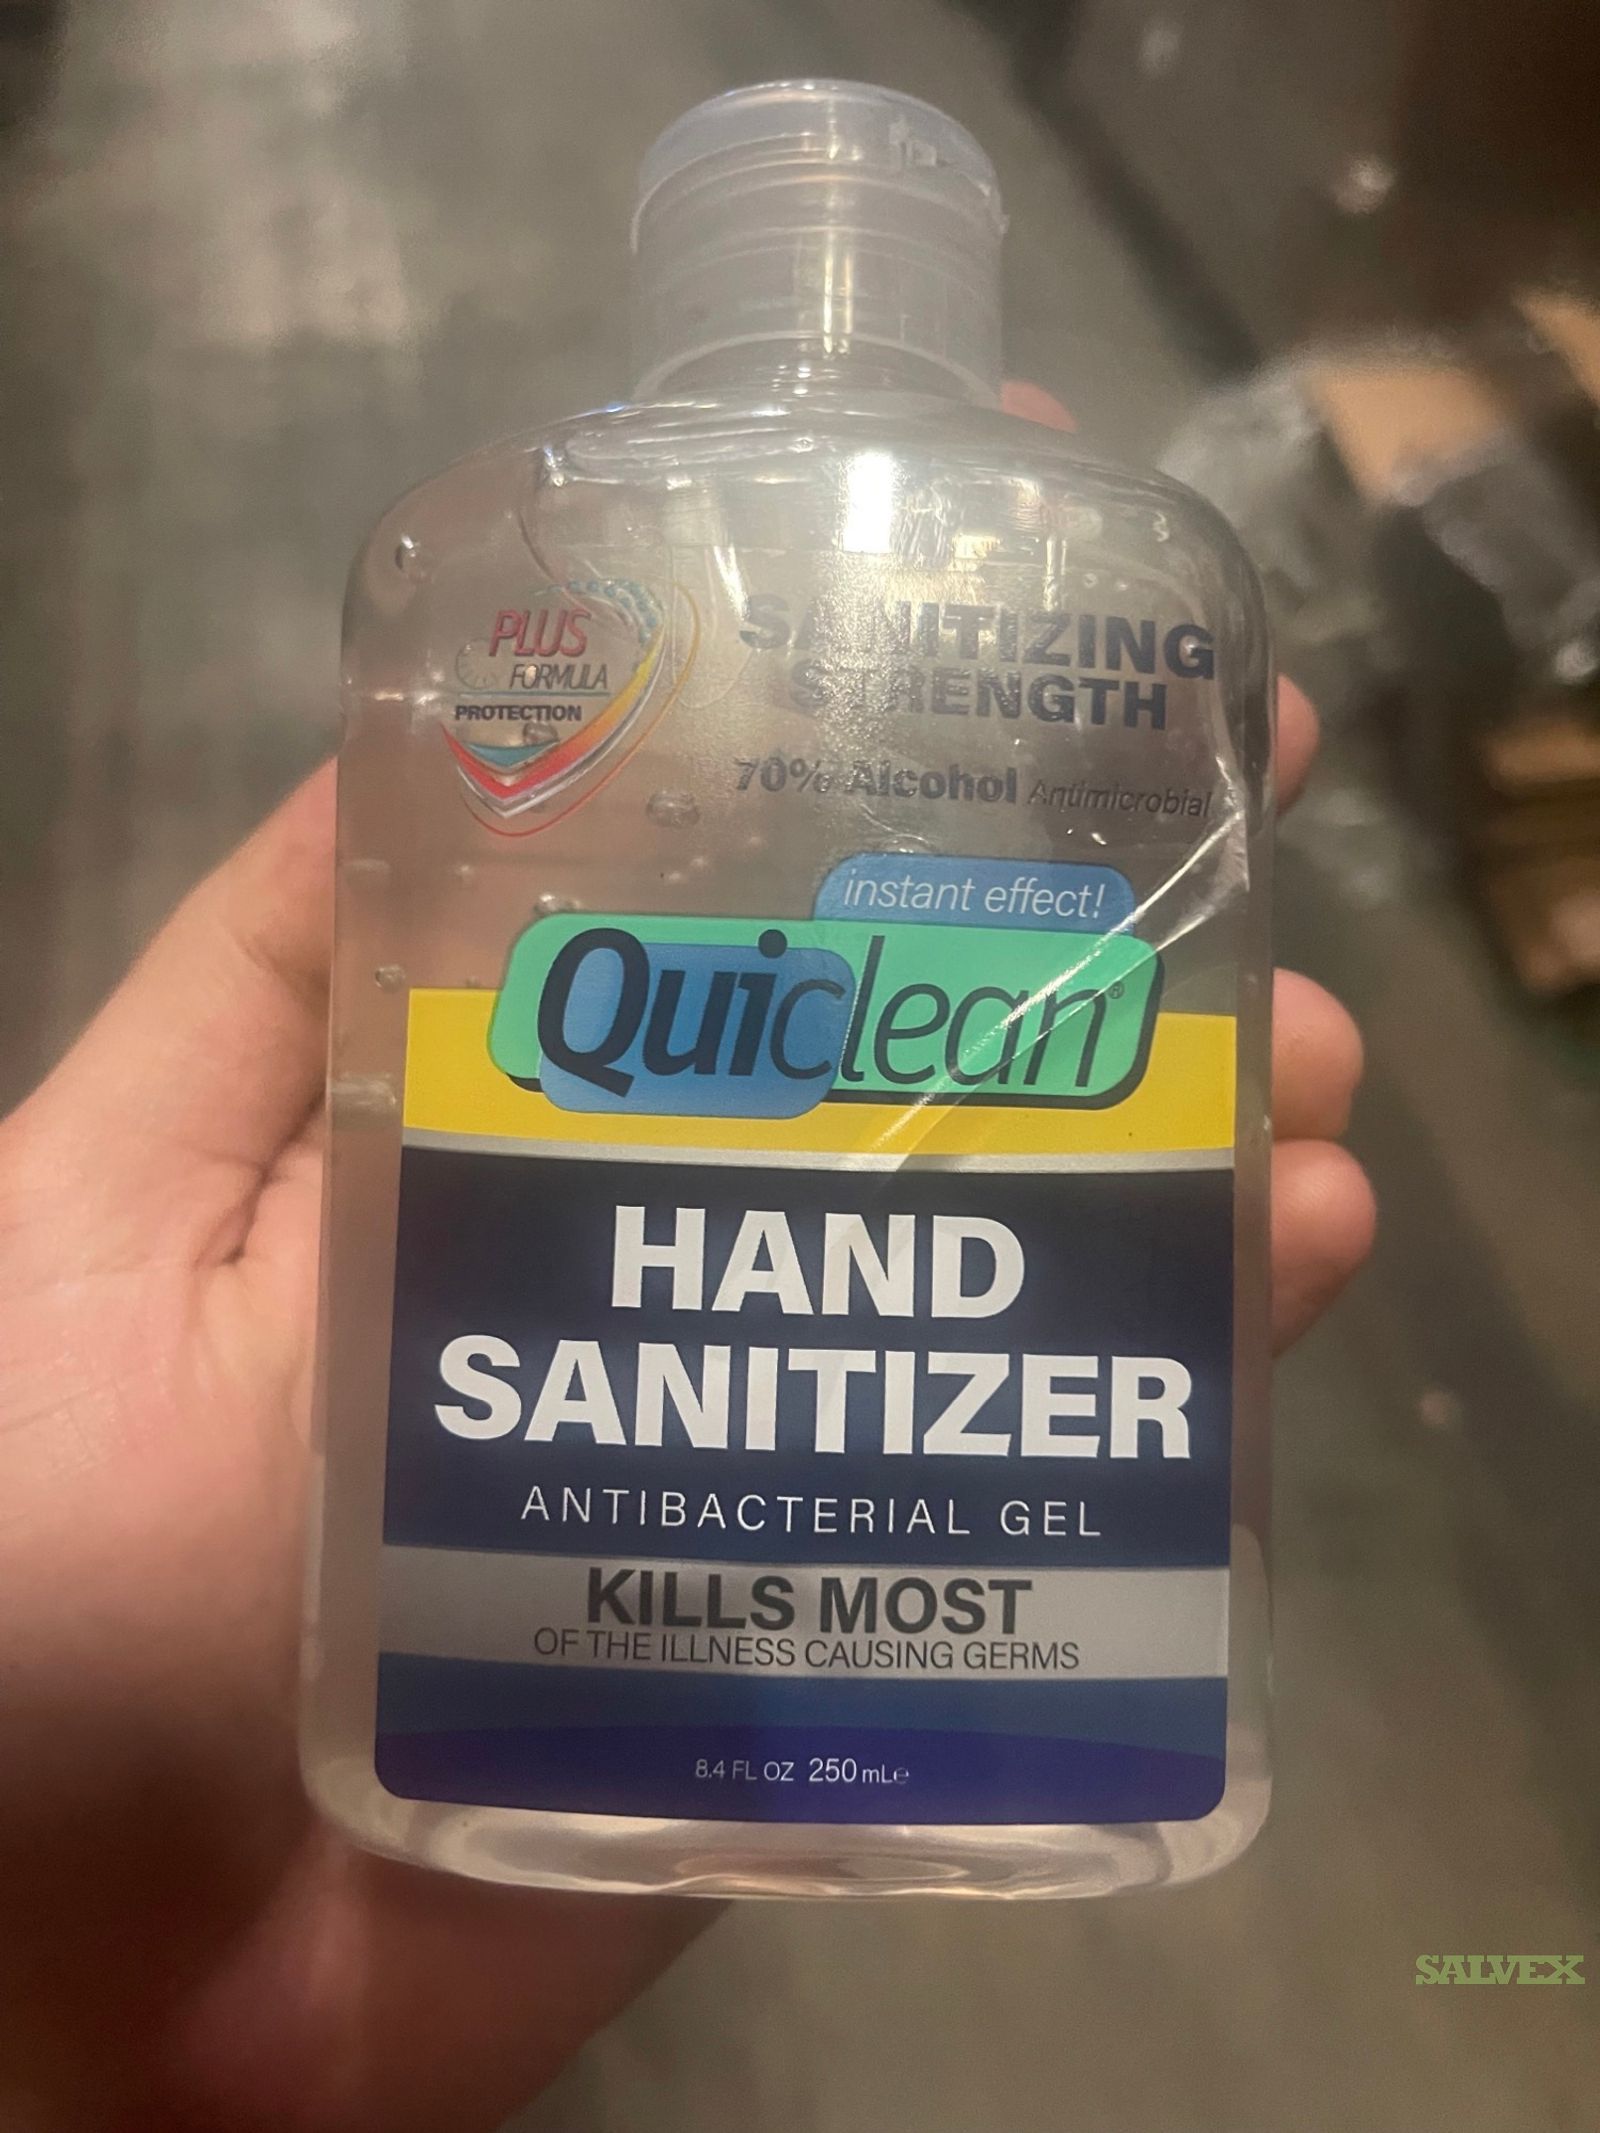 PLUS
FORMULA
PROTECTION
SANITIZING
STRENGTH
70% Alcohol Antimicrobial
instant effect!
Quiclean®
HAND
SANITIZER
ANTIBACTERIAL GEL
KILLS MOST
OF THE ILLNESS CAUSING GERMS
8.4 FL OZ 250 mL℮
SALVEX